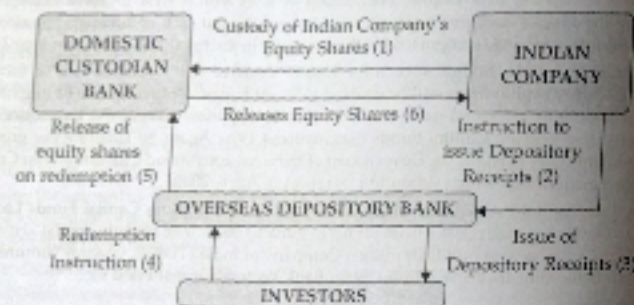 DOMESTIC
CUSTODIAN
BANK
Custody of Indian Company's
Equity Shares (1)
INDIAN
COMPANY
Releases Equity Shares (6)
Release of
equity shares
on redemption (5)
Instruction to
issue Depository
Receipts (2)
OVERSEAS DEPOSITORY BANK
Redemption
Instruction (4)
Issue of
Depository Receipts (3)
INVESTORS